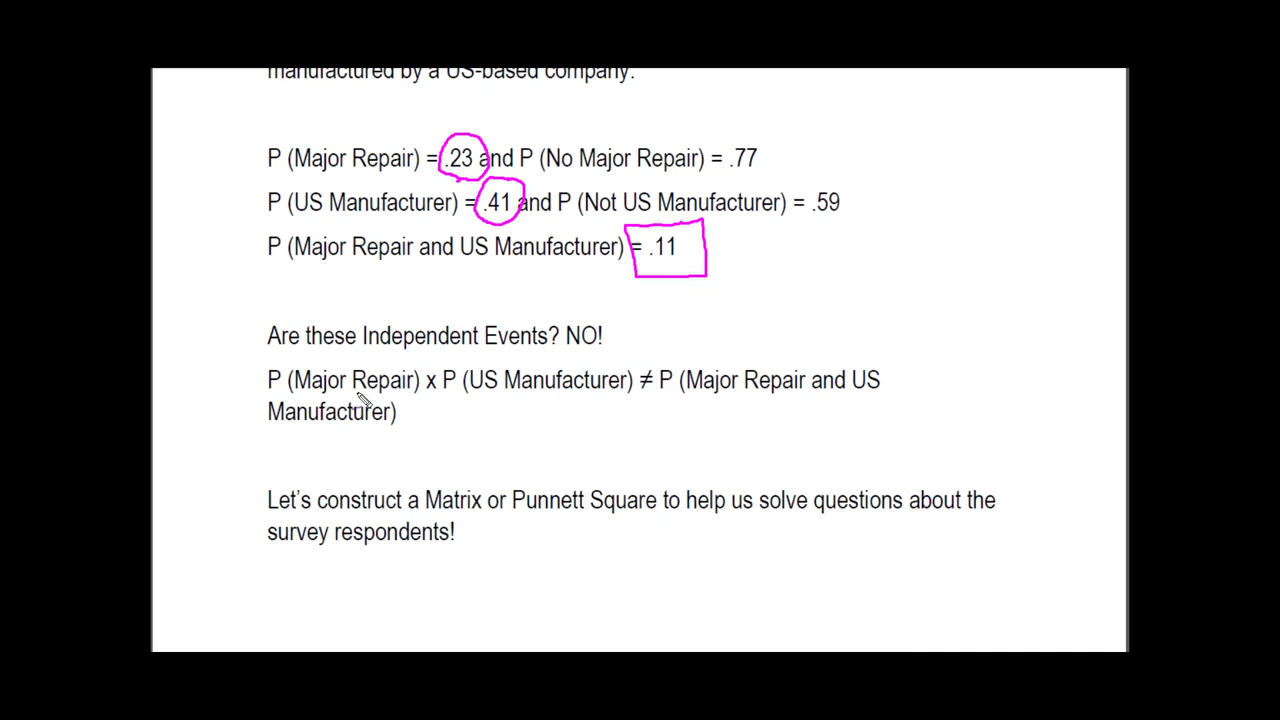 manufactured by a US-based company.
P (Major Repair) = .23 and P (No Major Repair) = .77
P (US Manufacturer) = .41 and P (Not US Manufacturer) = .59
P (Major Repair and US Manufacturer) = .11
Are these Independent Events? NO!
P (Major Repair) x P (US Manufacturer) ≠ P (Major Repair and US
Manufacturer)
Let’s construct a Matrix or Punnett Square to help us solve questions about the
survey respondents!